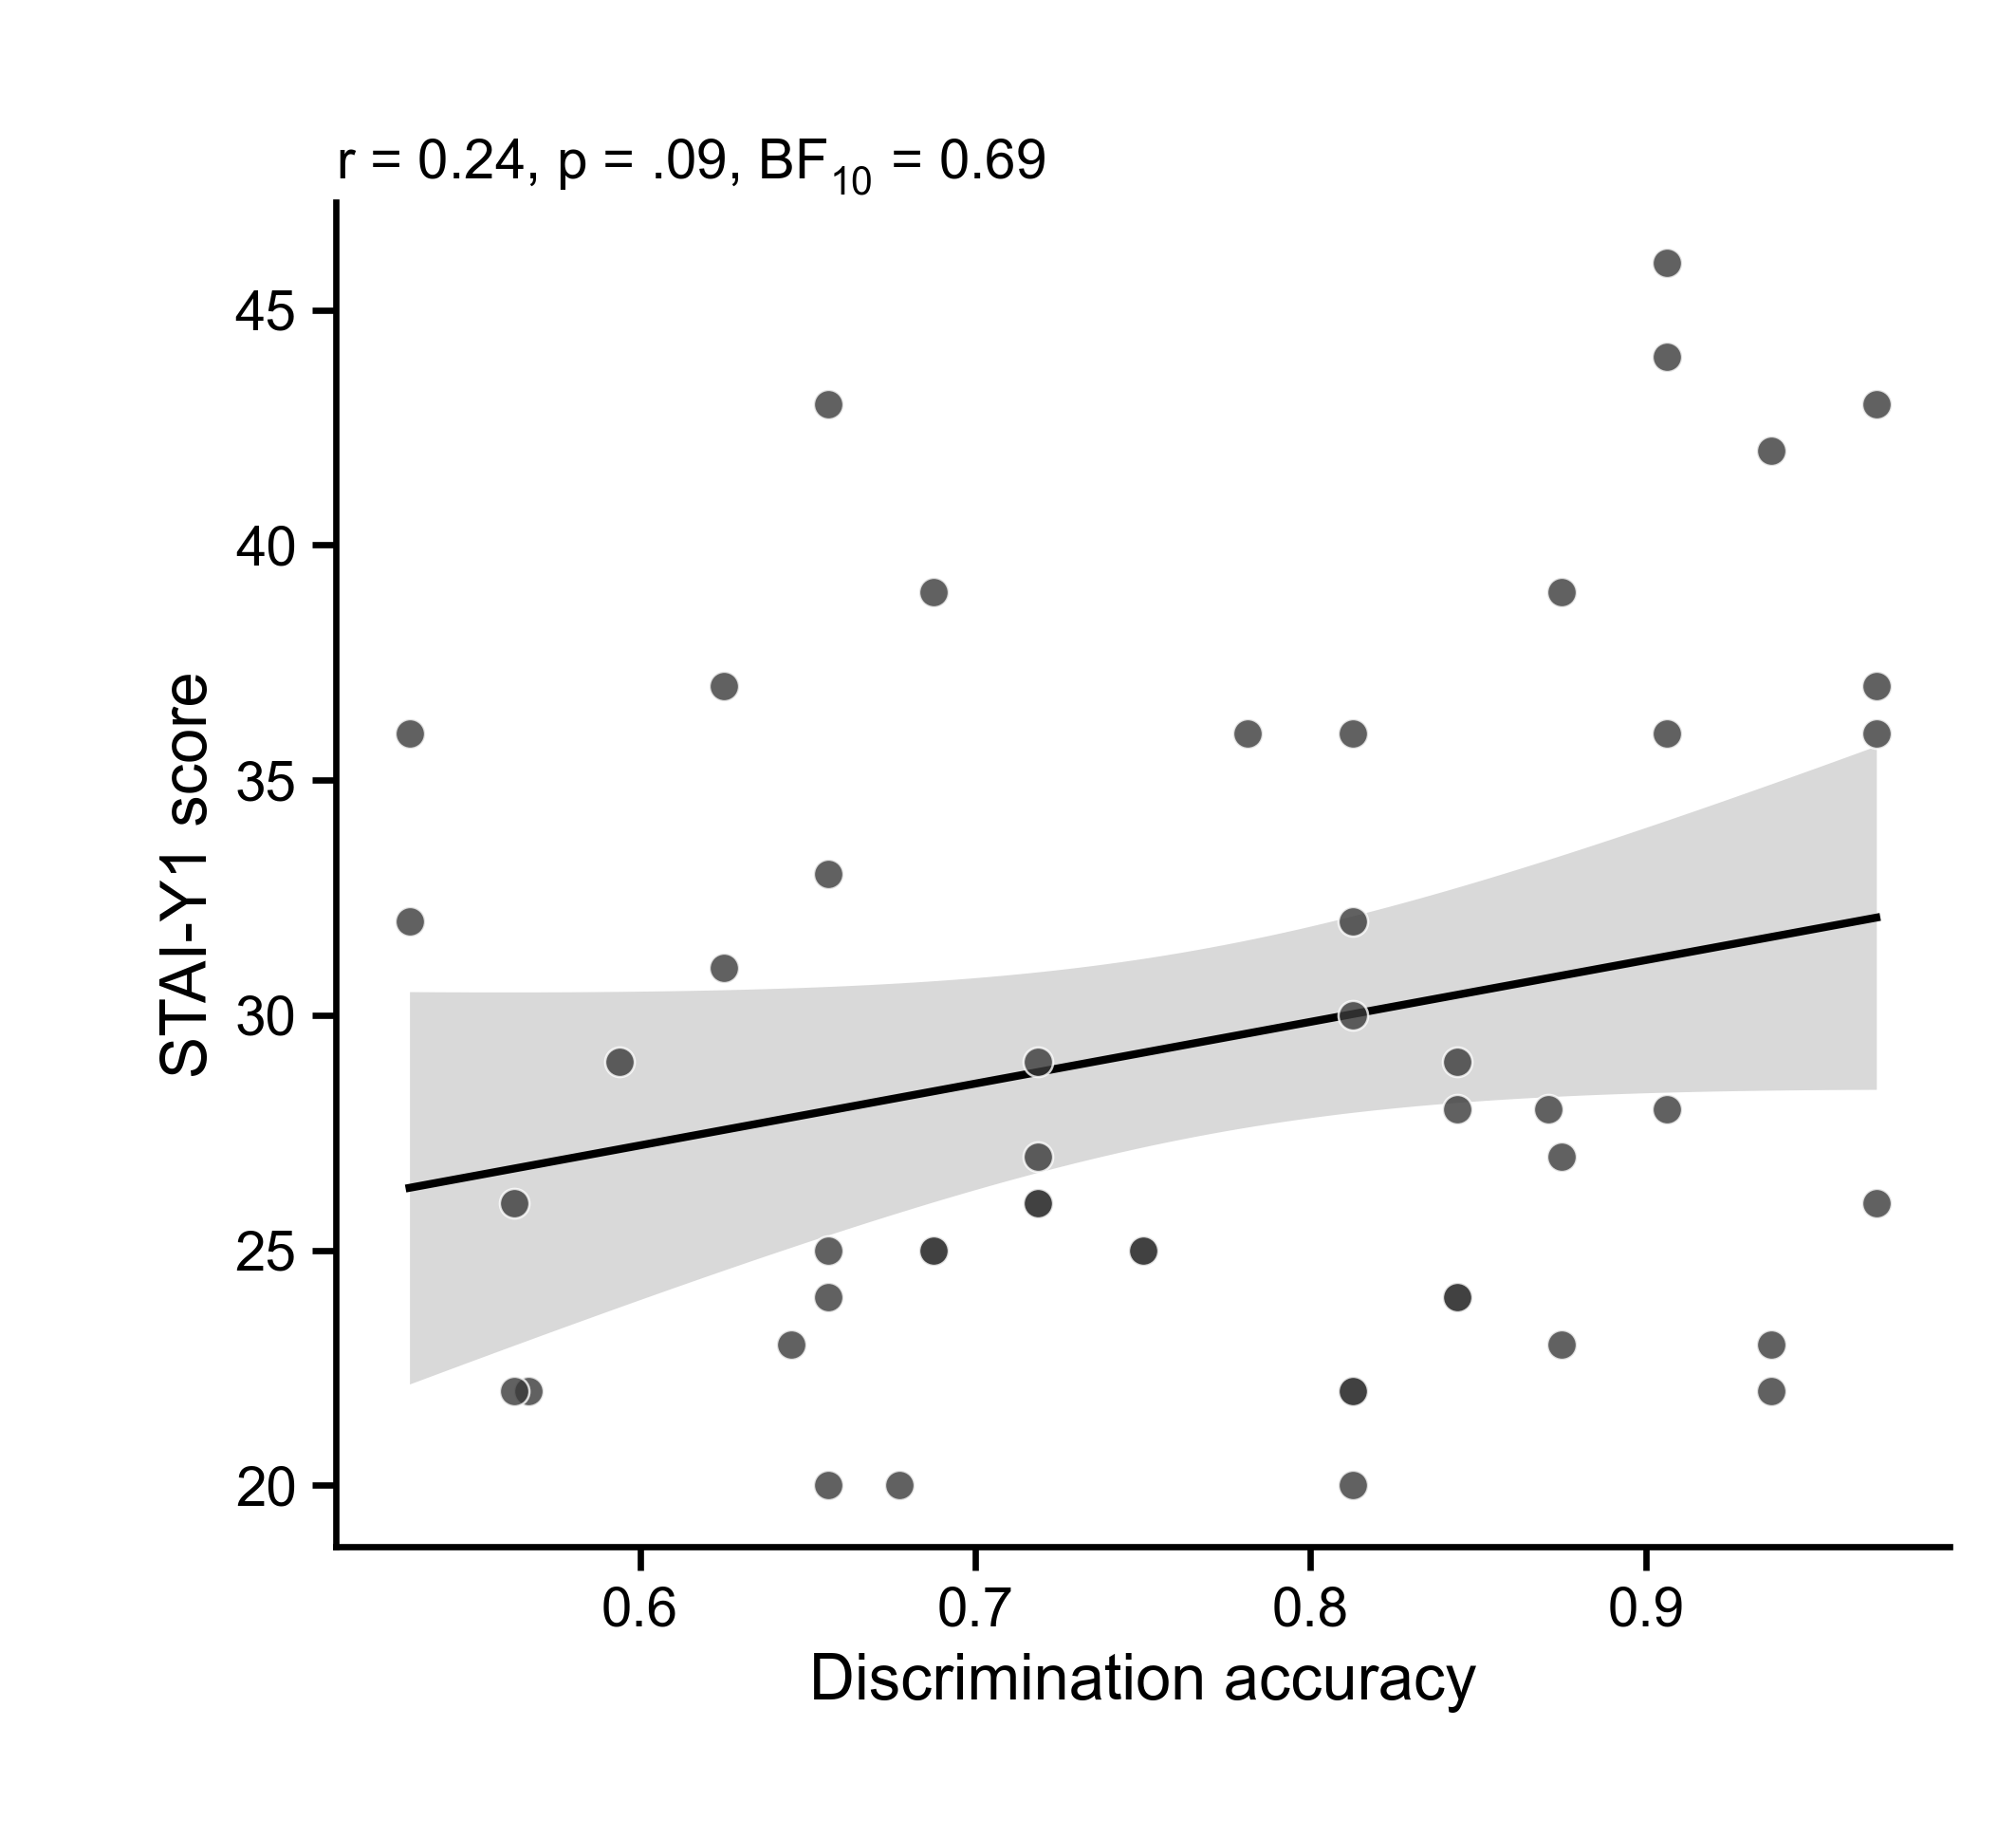 r = 0.24, p = .09, BF₁₀ = 0.69
45
40
35
30
25
20
STAI-Y1 score
0.6 0.7 0.8 0.9
Discrimination accuracy